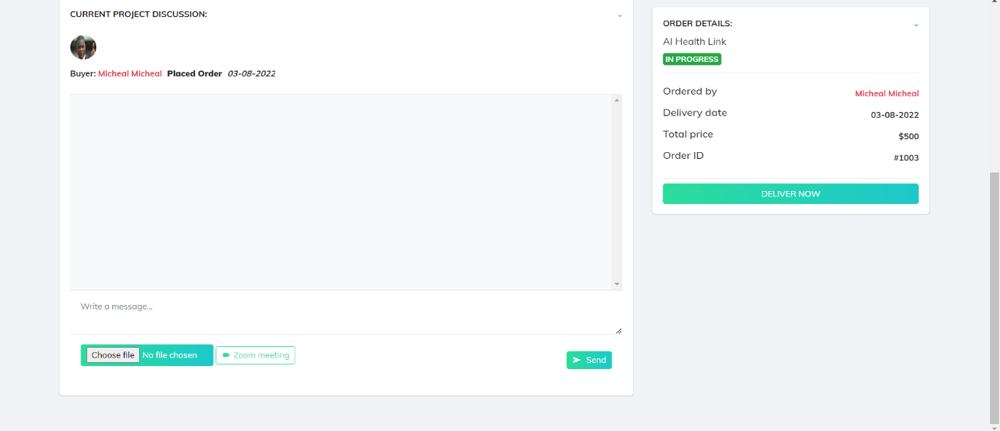 CURRENT PROJECT DISCUSSION:
Buyer: Micheal Micheal Placed Order 03-08-2022
Write a message...
Choose file No file chosen
Zoom meeting
Send
ORDER DETAILS:
AI Health Link
IN PROGRESS
Ordered by Micheal Micheal
Delivery date 03-08-2022
Total price $500
Order ID #1003
DELIVER NOW